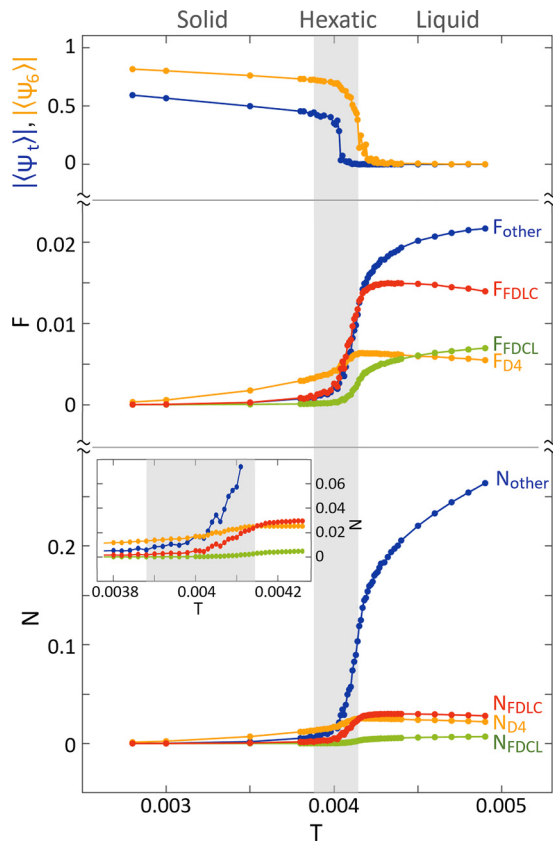 Solid Hexatic Liquid
|⟨Ψt⟩|, |⟨Ψ6⟩|
1
0.5
0
F
0.02
0.01
0
Fother
FFDLC
FFDCL
FD4
N
0.2
0.1
0
0.06
0.04
0.02
0
N
0.0038 0.004 0.0042
T
Nother
NFDLC
ND4
NFDCL
0.003 0.004 0.005
T